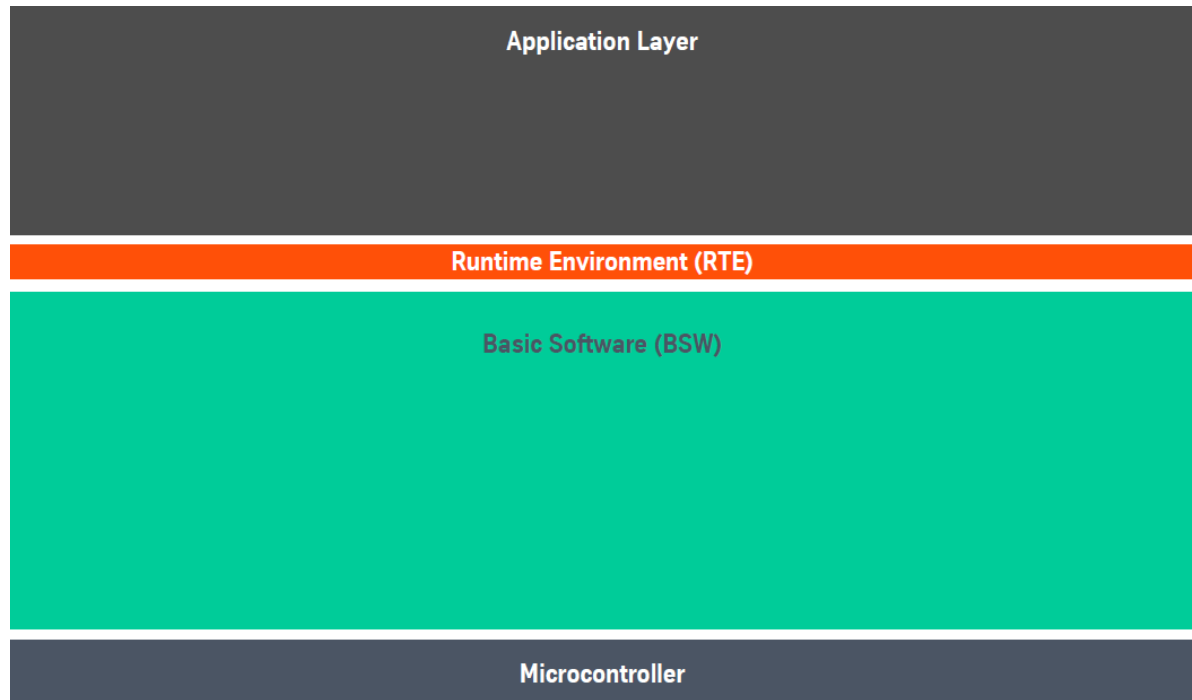 Application Layer
Runtime Environment (RTE)
Basic Software (BSW)
Microcontroller